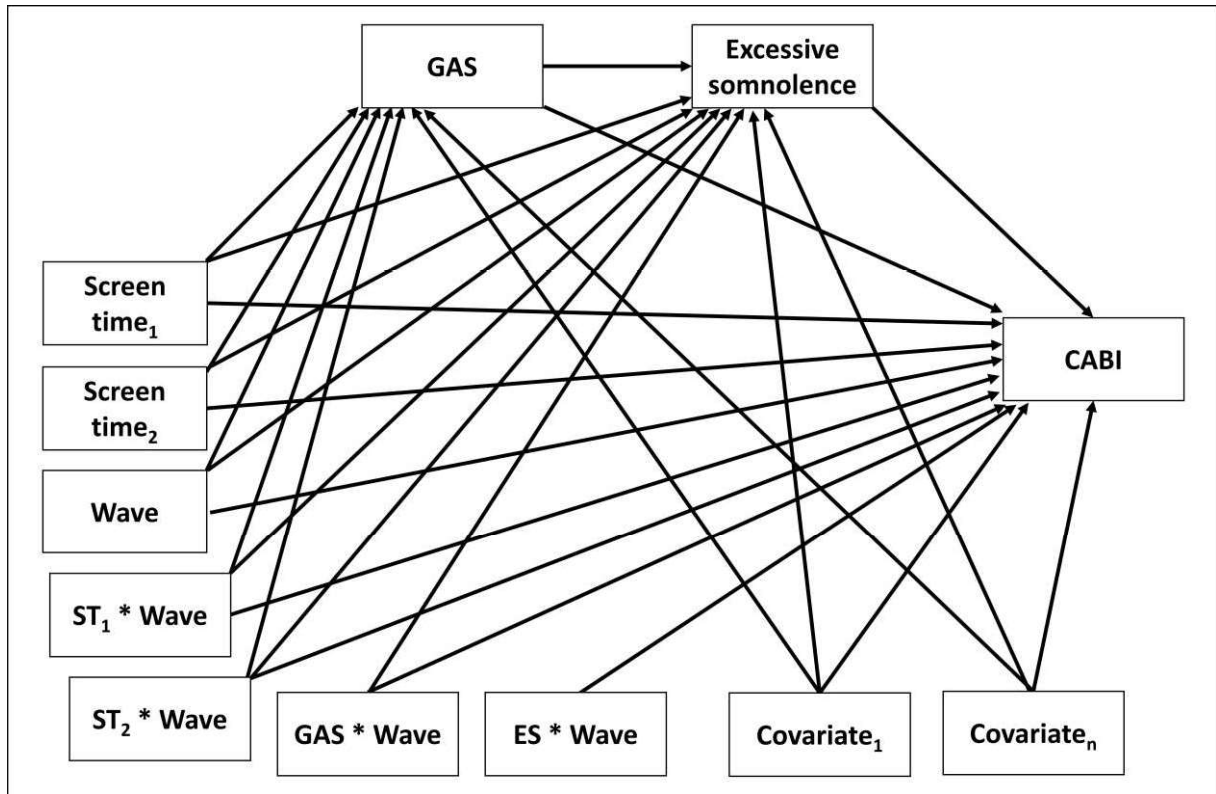 GAS
Excessive
somnolence
Screen
time₁
Screen
time₂
CABI
Wave
ST₁ * Wave
ST₂ * Wave
GAS * Wave
ES * Wave
Covariate₁
Covariateₙ